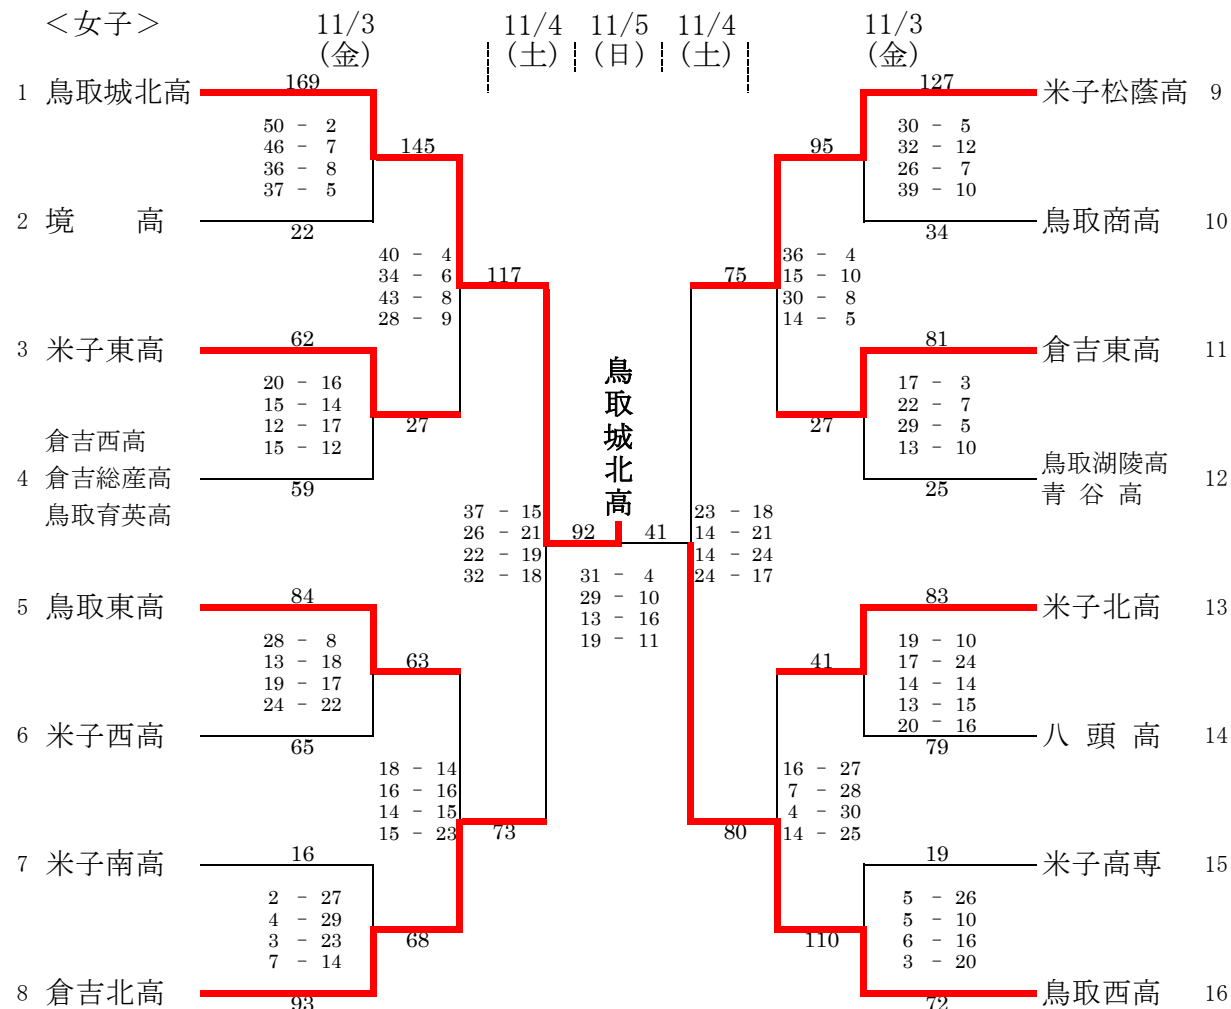 ＜女子＞
11/3
(金)
11/4
(土)
11/5
(日)
11/4
(土)
11/3
(金)
1 鳥取城北高
169
50 － 2
46 － 7
36 － 8
37 － 5
2 境　　高
22
145
40 － 4
34 － 6
43 － 8
28 － 9
3 米子東高
62
20 － 16
15 － 14
12 － 17
15 － 12
27
倉吉西高
4 倉吉総産高
鳥取育英高
59
117
37 － 15
26 － 21
22 － 19
32 － 18
5 鳥取東高
84
28 － 8
13 － 18
19 － 17
24 － 22
6 米子西高
65
63
18 － 14
16 － 16
14 － 15
15 － 23
73
7 米子南高
16
2 － 27
4 － 29
3 － 23
7 － 14
68
8 倉吉北高
93
鳥取城北高
92
41
31 － 4
29 － 10
13 － 16
19 － 11
127
米子松蔭高 9
30 － 5
32 － 12
26 － 7
39 － 10
34
鳥取商高 10
95
36 － 4
15 － 10
30 － 8
14 － 5
75
81
倉吉東高 11
17 － 3
22 － 7
29 － 5
13 － 10
27
25
鳥取湖陵高
青 谷 高
12
23 － 18
14 － 21
14 － 24
24 － 17
83
米子北高 13
19 － 10
17 － 24
14 － 14
13 － 15
20 － 16
79
八 頭 高 14
41
16 － 27
7 － 28
4 － 30
14 － 25
80
19
米子高専 15
5 － 26
5 － 10
6 － 16
3 － 20
110
72
鳥取西高 16